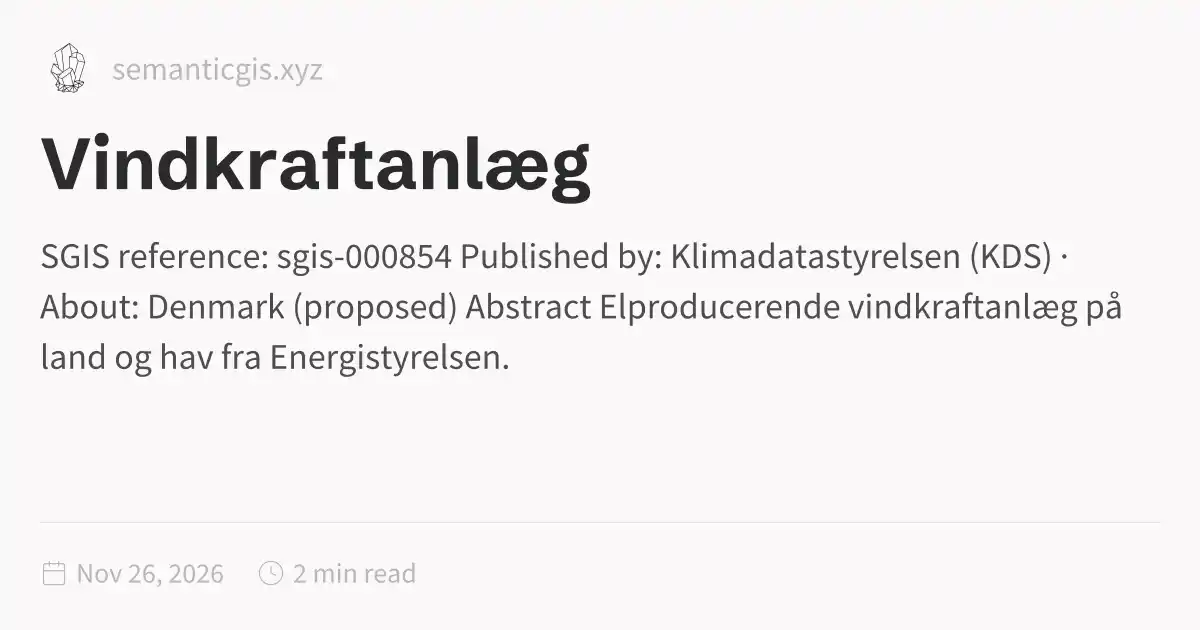 semanticgis.xyz
Vindkraftanlæg
SGIS reference: sgis-000854 Published by: Klimadatastyrelsen (KDS) ·
About: Denmark (proposed) Abstract Elproducerende vindkraftanlæg på
land og hav fra Energistyrelsen.
Nov 26, 2026 2 min read